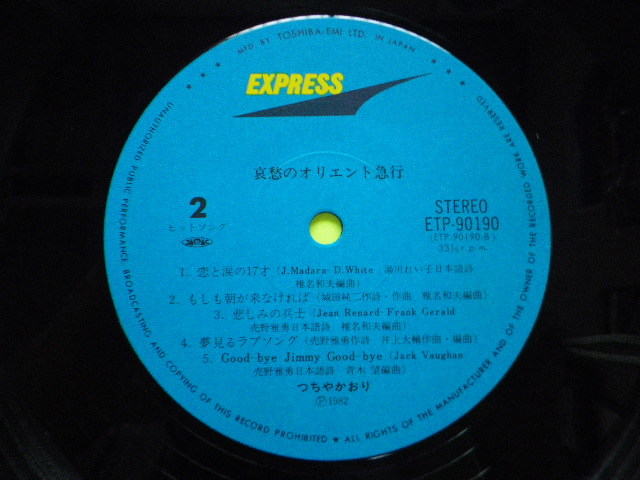 MFD. BY TOSHIBA-EMI LTD. IN JAPAN
EXPRESS
哀愁のオリエント急行
2
ヒットソング
STEREO
ETP-90190
(ETP-90190-B)
33⅓ r.p.m.
1. 恋と涙の17才 (J.Madara-D.White 湯川れい子日本語詩
椎名和夫編曲)
2. もしも朝が来なければ (城田純二作詩・作曲 椎名和夫編曲)
3. 悲しみの兵士 (Jean Renard-Frank Gerald
売野雅勇日本語詩 椎名和夫編曲)
4. 夢見るラブソング (売野雅勇作詩 井上大輔作曲・編曲)
5. Good-bye Jimmy Good-bye (Jack Vaughan
売野雅勇日本語詩 青木 望編曲)
つちやかおり
Ⓟ1982
UNAUTHORIZED PUBLIC PERFORMANCE, BROADCASTING AND COPYING OF THIS RECORD PROHIBITED ★ ALL RIGHTS OF THE MANUFACTURER AND OF THE OWNER OF THE RECORDED WORK ARE RESERVED